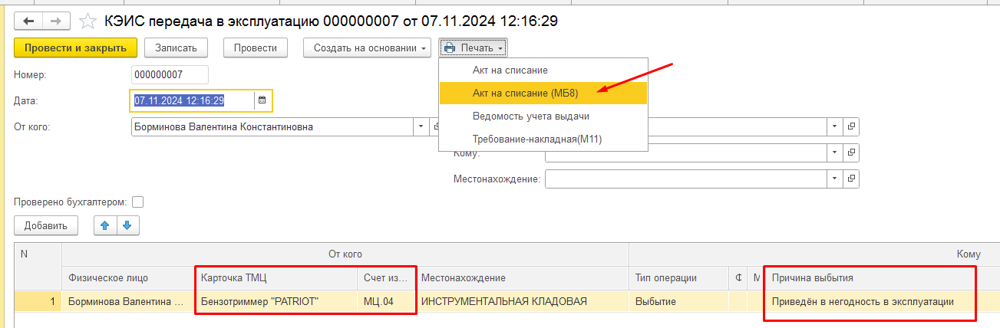 КЭИС передача в эксплуатацию 000000007 от 07.11.2024 12:16:29
Провести и закрыть Записать Провести Создать на основании Печать
Номер: 000000007
Акт на списание
Дата: 07.11.2024 12:16:29
Акт на списание (МБ8)
Ведомость учета выдачи
От кого: Борминова Валентина Константиновна
Требование-накладная(М11)
Кому:
Местонахождение:
Проверено бухгалтером:
Добавить
N От кого Кому
Физическое лицо Карточка ТМЦ Счет из... Местонахождение Тип операции Ф М Причина выбытия
1 Борминова Валентина ... Бензотриммер "PATRIOT" МЦ.04 ИНСТРУМЕНТАЛЬНАЯ КЛАДОВАЯ Выбытие Приведён в негодность в эксплуатации